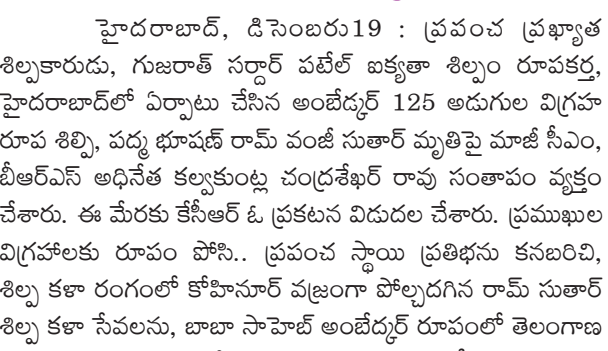 హైదరాబాద్, డిసెంబరు19 : ప్రపంచ ప్రఖ్యాత
శిల్పకారుడు, గుజరాత్ సర్దార్ పటేల్ ఐక్యతా శిల్పం రూపకర్త,
హైదరాబాద్‌లో ఏర్పాటు చేసిన అంబేడ్కర్ 125 అడుగుల విగ్రహ
రూప శిల్పి, పద్మ భూషణ్ రామ్ వంజీ సుతార్ మృతిపై మాజీ సీఎం,
బీఆర్ఎస్ అధినేత కల్వకుంట్ల చంద్రశేఖర్ రావు సంతాపం వ్యక్తం
చేశారు. ఈ మేరకు కేసీఆర్ ఓ ప్రకటన విడుదల చేశారు. ప్రముఖుల
విగ్రహాలకు రూపం పోసి.. ప్రపంచ స్థాయి ప్రతిభను కనబరిచి,
శిల్ప కళా రంగంలో కోహినూర్ వజ్రంగా పోల్చదగిన రామ్ సుతార్
శిల్ప కళా సేవలను, బాబా సాహెబ్ అంబేద్కర్ రూపంలో తెలంగాణ